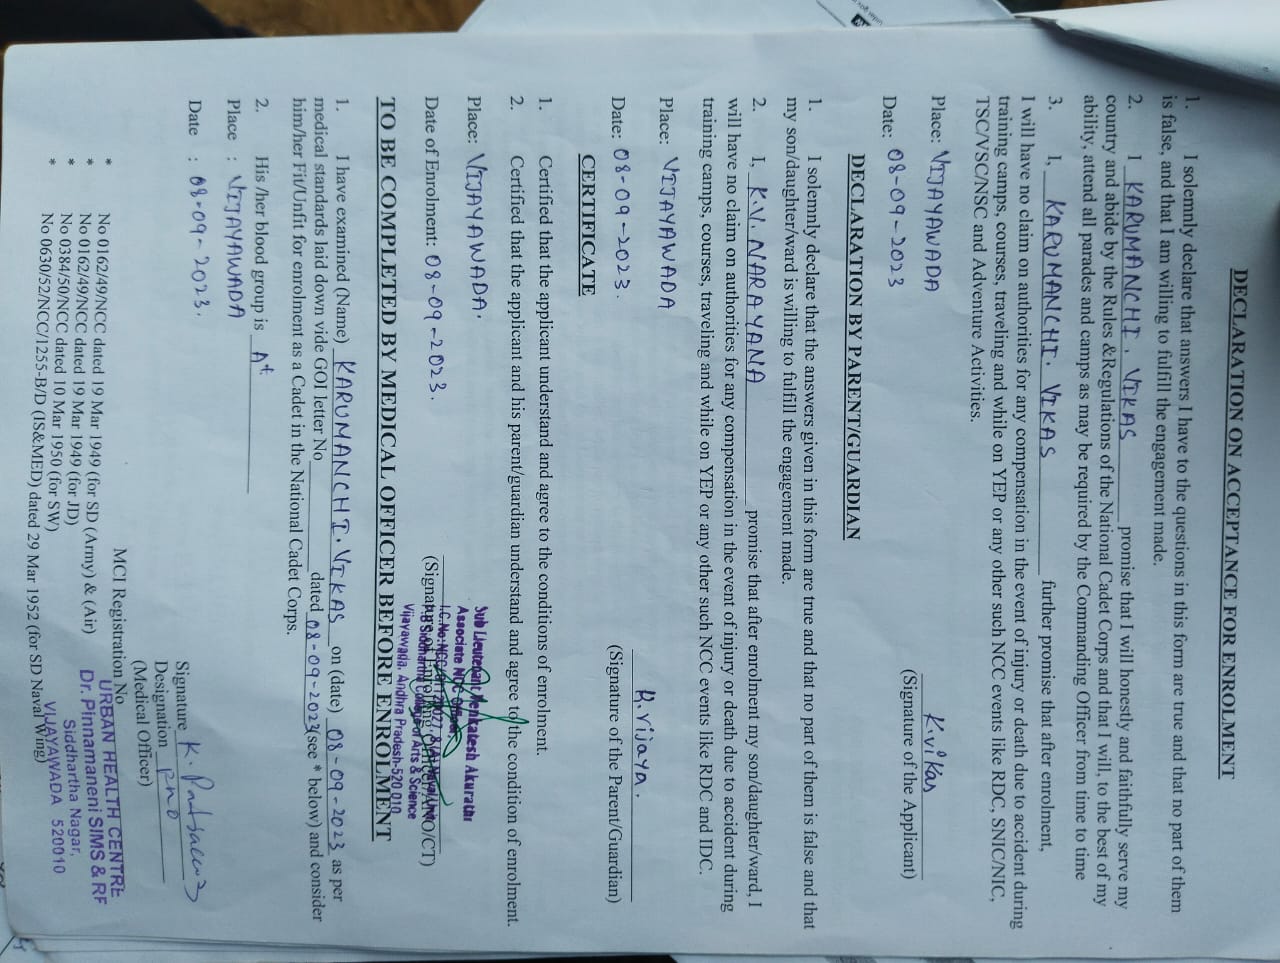 DECLARATION ON ACCEPTANCE FOR ENROLMENT
1. I solemnly declare that answers I have to the questions in this form are true and that no part of them
is false, and that I am willing to fulfill the engagement made.
2. I KARUMANCHI. VIKAS promise that I will honestly and faithfully serve my
country and abide by the Rules &Regulations of the National Cadet Corps and that I will, to the best of my
ability, attend all parades and camps as may be required by the Commanding Officer from time to time
3. I, KARUMANCHI. VIKAS further promise that after enrolment,
I will have no claim on authorities for any compensation in the event of injury or death due to accident during
training camps, courses, traveling and while on YEP or any other such NCC events like RDC, SNIC/NIC,
TSC/VSC/NSC and Adventure Activities.
Place: VIJAYAWADA
K.vikas
(Signature of the Applicant)
Date: 08-09-2023
DECLARATION BY PARENT/GUARDIAN
1. I solemnly declare that the answers given in this form are true and that no part of them is false and that
my son/daughter/ward is willing to fulfill the engagement made.
2. I, K.V. NARAYANA promise that after enrolment my son/daughter/ward, I
will have no claim on authorities for any compensation in the event of injury or death due to accident during
training camps, courses, traveling and while on YEP or any other such NCC events like RDC and IDC.
Place: VIJAYAWADA
R.vijaya.
(Signature of the Parent/Guardian)
Date: 08-09-2023.
CERTIFICATE
1. Certified that the applicant understand and agree to the conditions of enrolment.
2. Certified that the applicant and his parent/guardian understand and agree to the condition of enrolment.
Place: VIJAYAWADA.
Sub Lieutenant Venkatesh Akurathi
Associate NCC Officer,
Date of Enrolment: 08-09-2023.
(Signature of Enrolling Officer/ANO/CT)
P.B Siddhartha College of Arts & Science
Vijayawada. Andhra Pradesh-520 010
TO BE COMPLETED BY MEDICAL OFFICER BEFORE ENROLMENT
1. I have examined (Name) KARUMANCHI. VIKAS on (date) 08-09-2023 as per
medical standards laid down vide GOI letter No dated 08-09-2023 (see * below) and consider
him/her Fit/Unfit for enrolment as a Cadet in the National Cadet Corps.
2. His /her blood group is A+
Place : VIJAYAWADA
Date : 08-09-2023.
Signature
Designation
(Medical Officer)
MCI Registration No
URBAN HEALTH CENTRE
Dr. Pinnamaneni SIMS & RF
Siddhartha Nagar,
VIJAYAWADA 520010
* No 0162/49/NCC dated 19 Mar 1949 (for SD (Army) & (Air)
* No 0162/49/NCC dated 19 Mar 1949 (for JD)
* No 0384/50/NCC dated 10 Mar 1950 (for SW)
* No 0630/52/NCC/1255-B/D (IS&MED) dated 29 Mar 1952 (for SD Naval Wing)